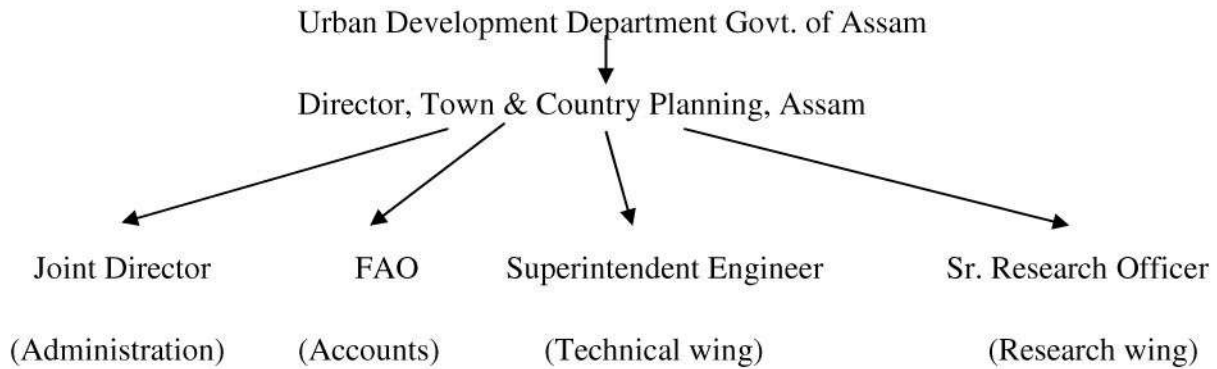 Urban Development Department Govt. of Assam
Director, Town & Country Planning, Assam
Joint Director FAO Superintendent Engineer Sr. Research Officer
(Administration) (Accounts) (Technical wing) (Research wing)